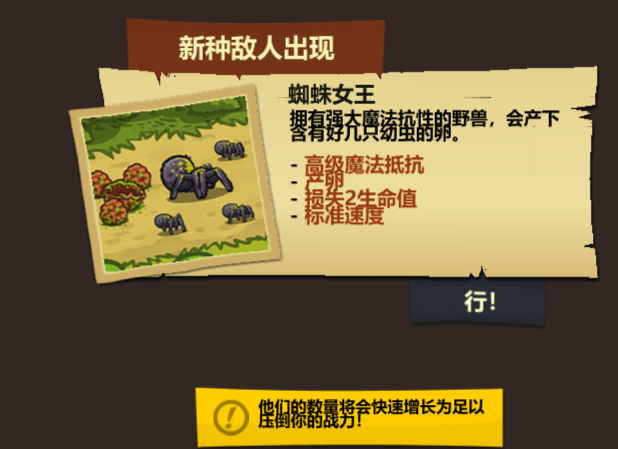 新种敌人出现
蜘蛛女王
拥有强大魔法抗性的野兽，会产下
含有好几只幼虫的卵。
- 高级魔法抵抗
- 产卵
- 损失2生命值
- 标准速度
行！
他们的数量将会快速增长为足以
压倒你的战力！